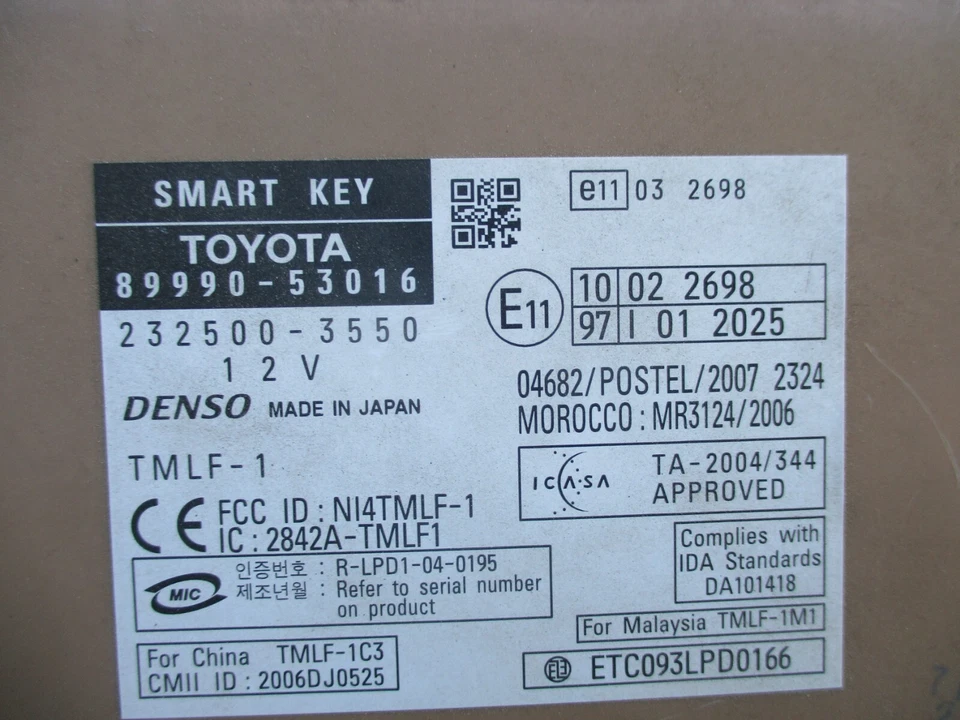 SMART KEY
TOYOTA
89990-53016
232500-3550
12V
DENSO MADE IN JAPAN
TMLF-1
CE FCC ID : NI4TMLF-1
IC : 2842A-TMLF1
MIC
인증번호 : R-LPD1-04-0195
제조년월 : Refer to serial number
on product
For China TMLF-1C3
CMII ID : 2006DJ0525
e11 03 2698
E11
10 02 2698
97 I 01 2025
04682/POSTEL/2007 2324
MOROCCO : MR3124/2006
ICASA TA-2004/344
APPROVED
Complies with
IDA Standards
DA101418
For Malaysia TMLF-1M1
ETC093LPD0166